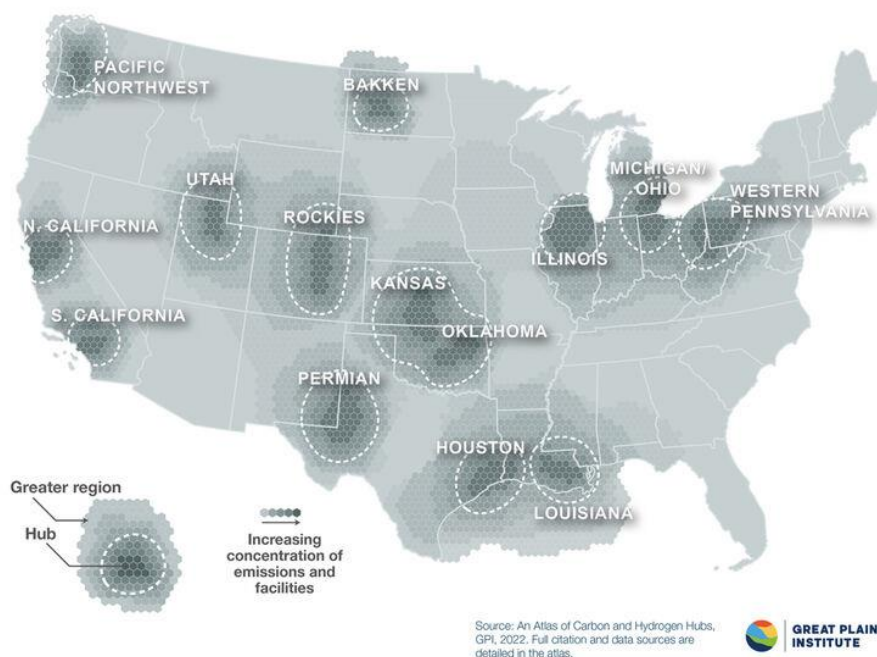 PACIFIC
NORTHWEST
BAKKEN
UTAH
ROCKIES
N. CALIFORNIA
S. CALIFORNIA
KANSAS
OKLAHOMA
PERMIAN
HOUSTON
LOUISIANA
ILLINOIS
MICHIGAN/
OHIO
WESTERN
PENNSYLVANIA
Greater region
Hub
Increasing
concentration of
emissions and
facilities
Source: An Atlas of Carbon and Hydrogen Hubs,
GPI, 2022. Full citation and data sources are
detailed in the atlas.
GREAT PLAIN
INSTITUTE